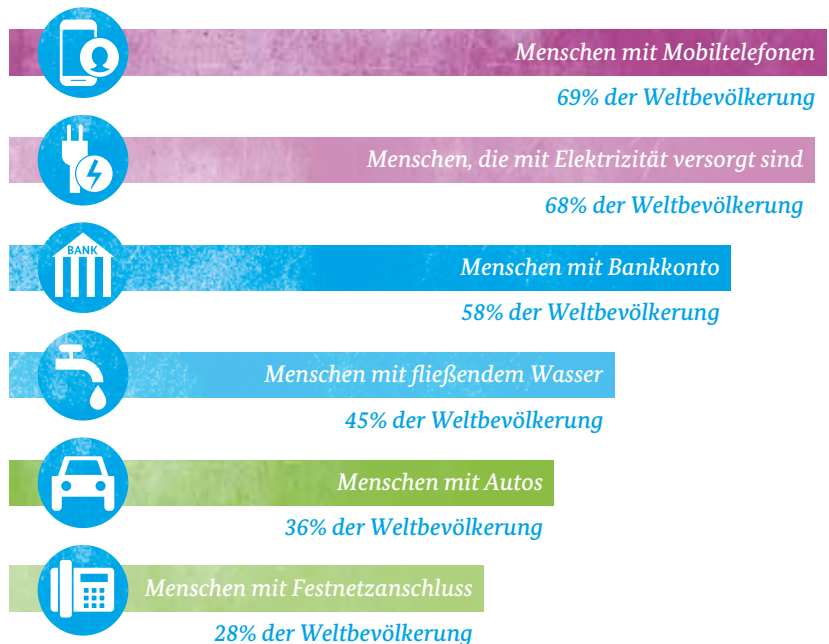 Menschen mit Mobiltelefonen
69% der Weltbevölkerung
Menschen, die mit Elektrizität versorgt sind
68% der Weltbevölkerung
BANK
Menschen mit Bankkonto
58% der Weltbevölkerung
Menschen mit fließendem Wasser
45% der Weltbevölkerung
Menschen mit Autos
36% der Weltbevölkerung
Menschen mit Festnetzanschluss
28% der Weltbevölkerung